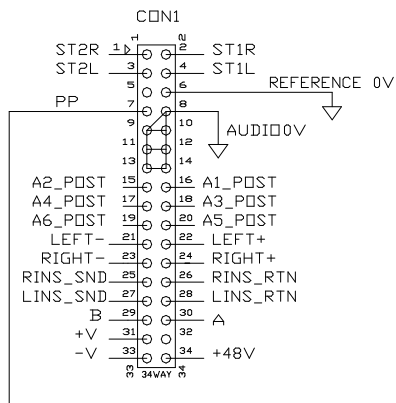 CON1
1 2
ST2R 1 2 ST1R
ST2L 3 4 ST1L
5 6 REFERENCE 0V
PP 7 8
9 10 AUDIO0V
11 12
13 14
A2_POST 15 16 A1_POST
A4_POST 17 18 A3_POST
A6_POST 19 20 A5_POST
LEFT- 21 22 LEFT+
RIGHT- 23 24 RIGHT+
RINS_SND 25 26 RINS_RTN
LINS_SND 27 28 LINS_RTN
B 29 30 A
+V 31 32
-V 33 34 +48V
33 34WAY 34